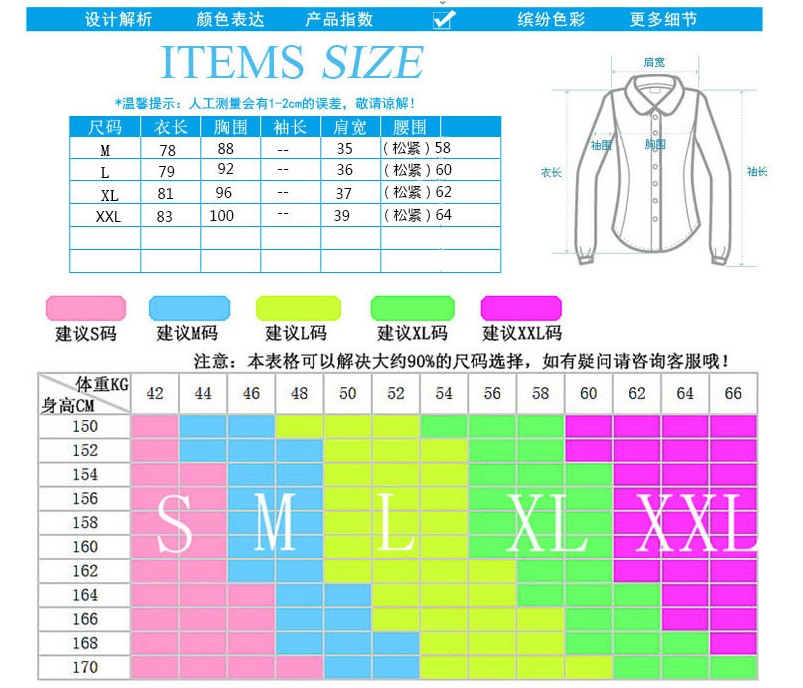 设计解析 颜色表达 产品指数 缤纷色彩 更多细节
ITEMS SIZE
*温馨提示：人工测量会有1-2cm的误差，敬请谅解！
尺码 衣长 胸围 袖长 肩宽 腰围
M 78 88 -- 35 （松紧）58
L 79 92 -- 36 （松紧）60
XL 81 96 -- 37 （松紧）62
XXL 83 100 -- 39 （松紧）64
肩宽
袖围 胸围
衣长 袖长
建议S码 建议M码 建议L码 建议XL码 建议XXL码
注意：本表格可以解决大约90%的尺码选择，如有疑问请咨询客服哦！
体重KG 42 44 46 48 50 52 54 56 58 60 62 64 66
身高CM
150
152
154
156
158
160
162
164
166
168
170
S M L XL XXL